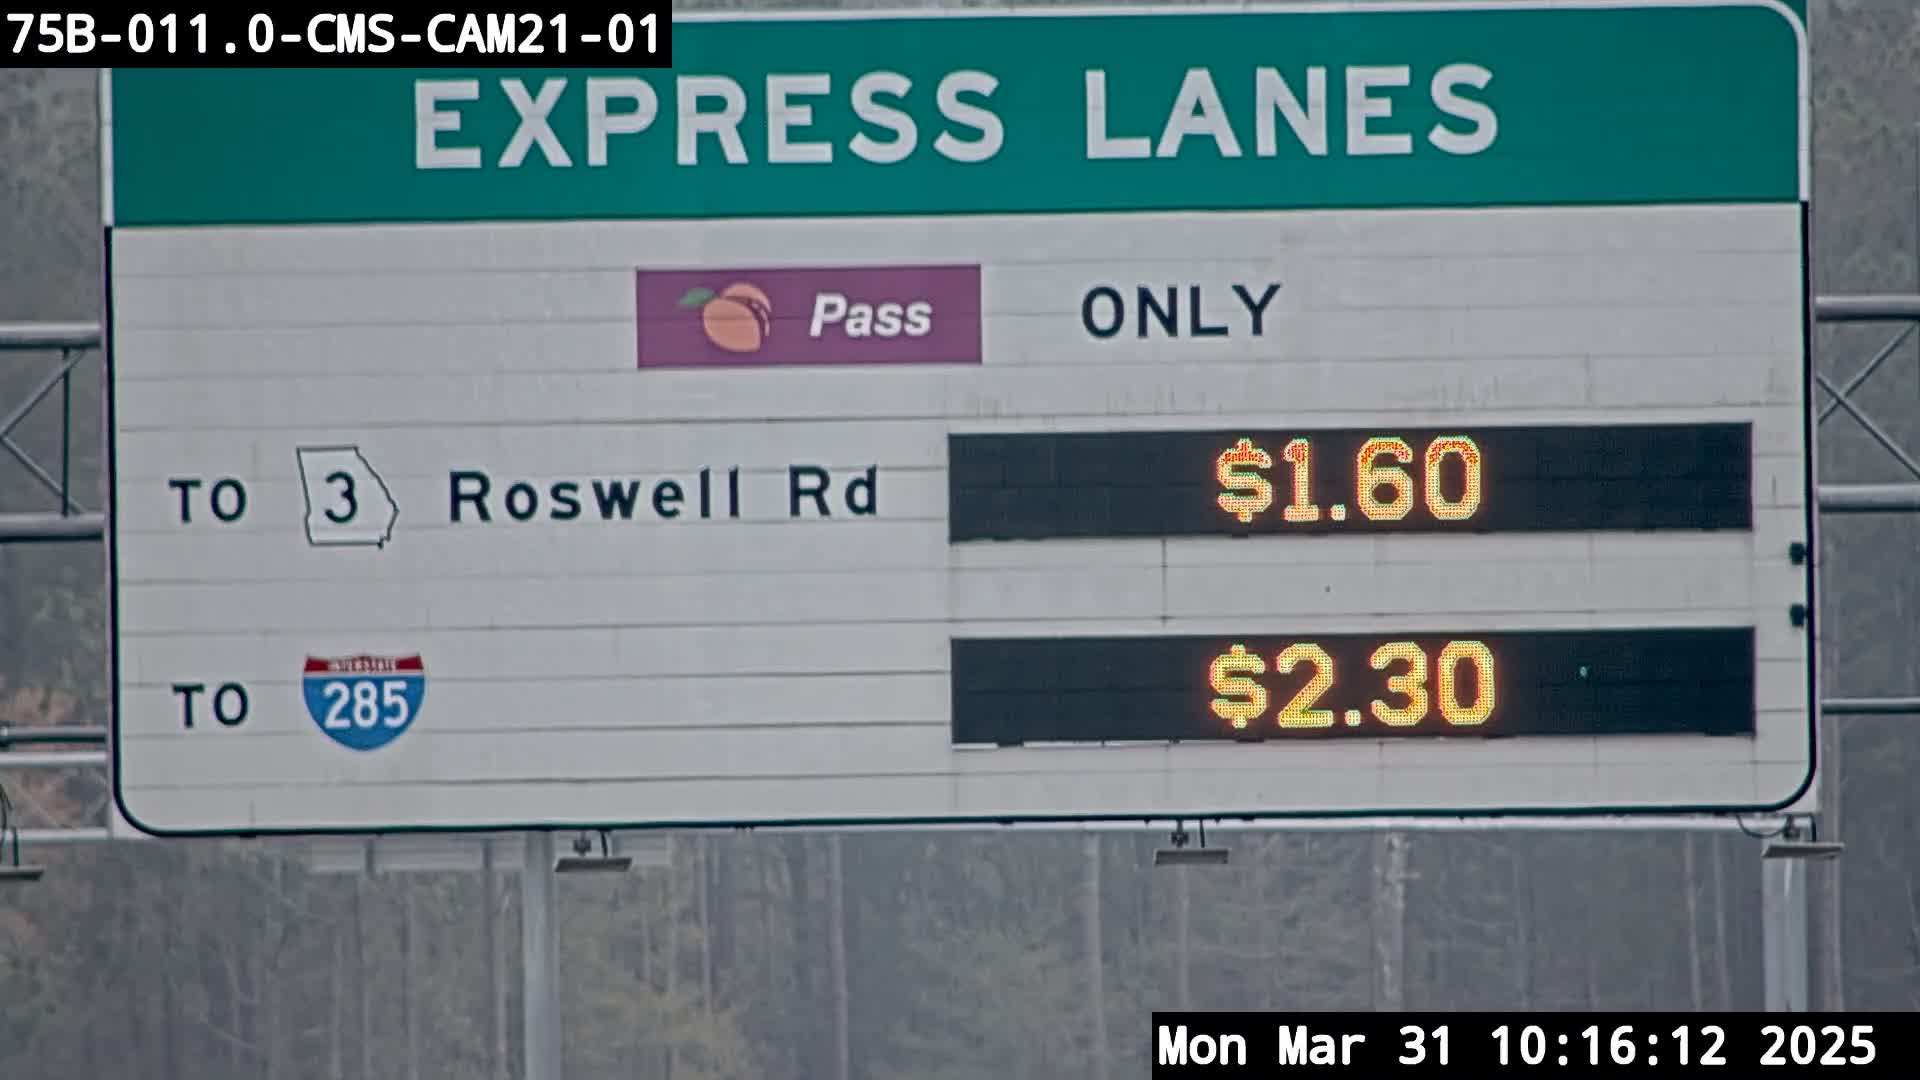 75B-011.0-CMS-CAM21-01
EXPRESS LANES
Pass ONLY
TO 3 Roswell Rd $1.60
TO INTERSTATE 285 $2.30
Mon Mar 31 10:16:12 2025